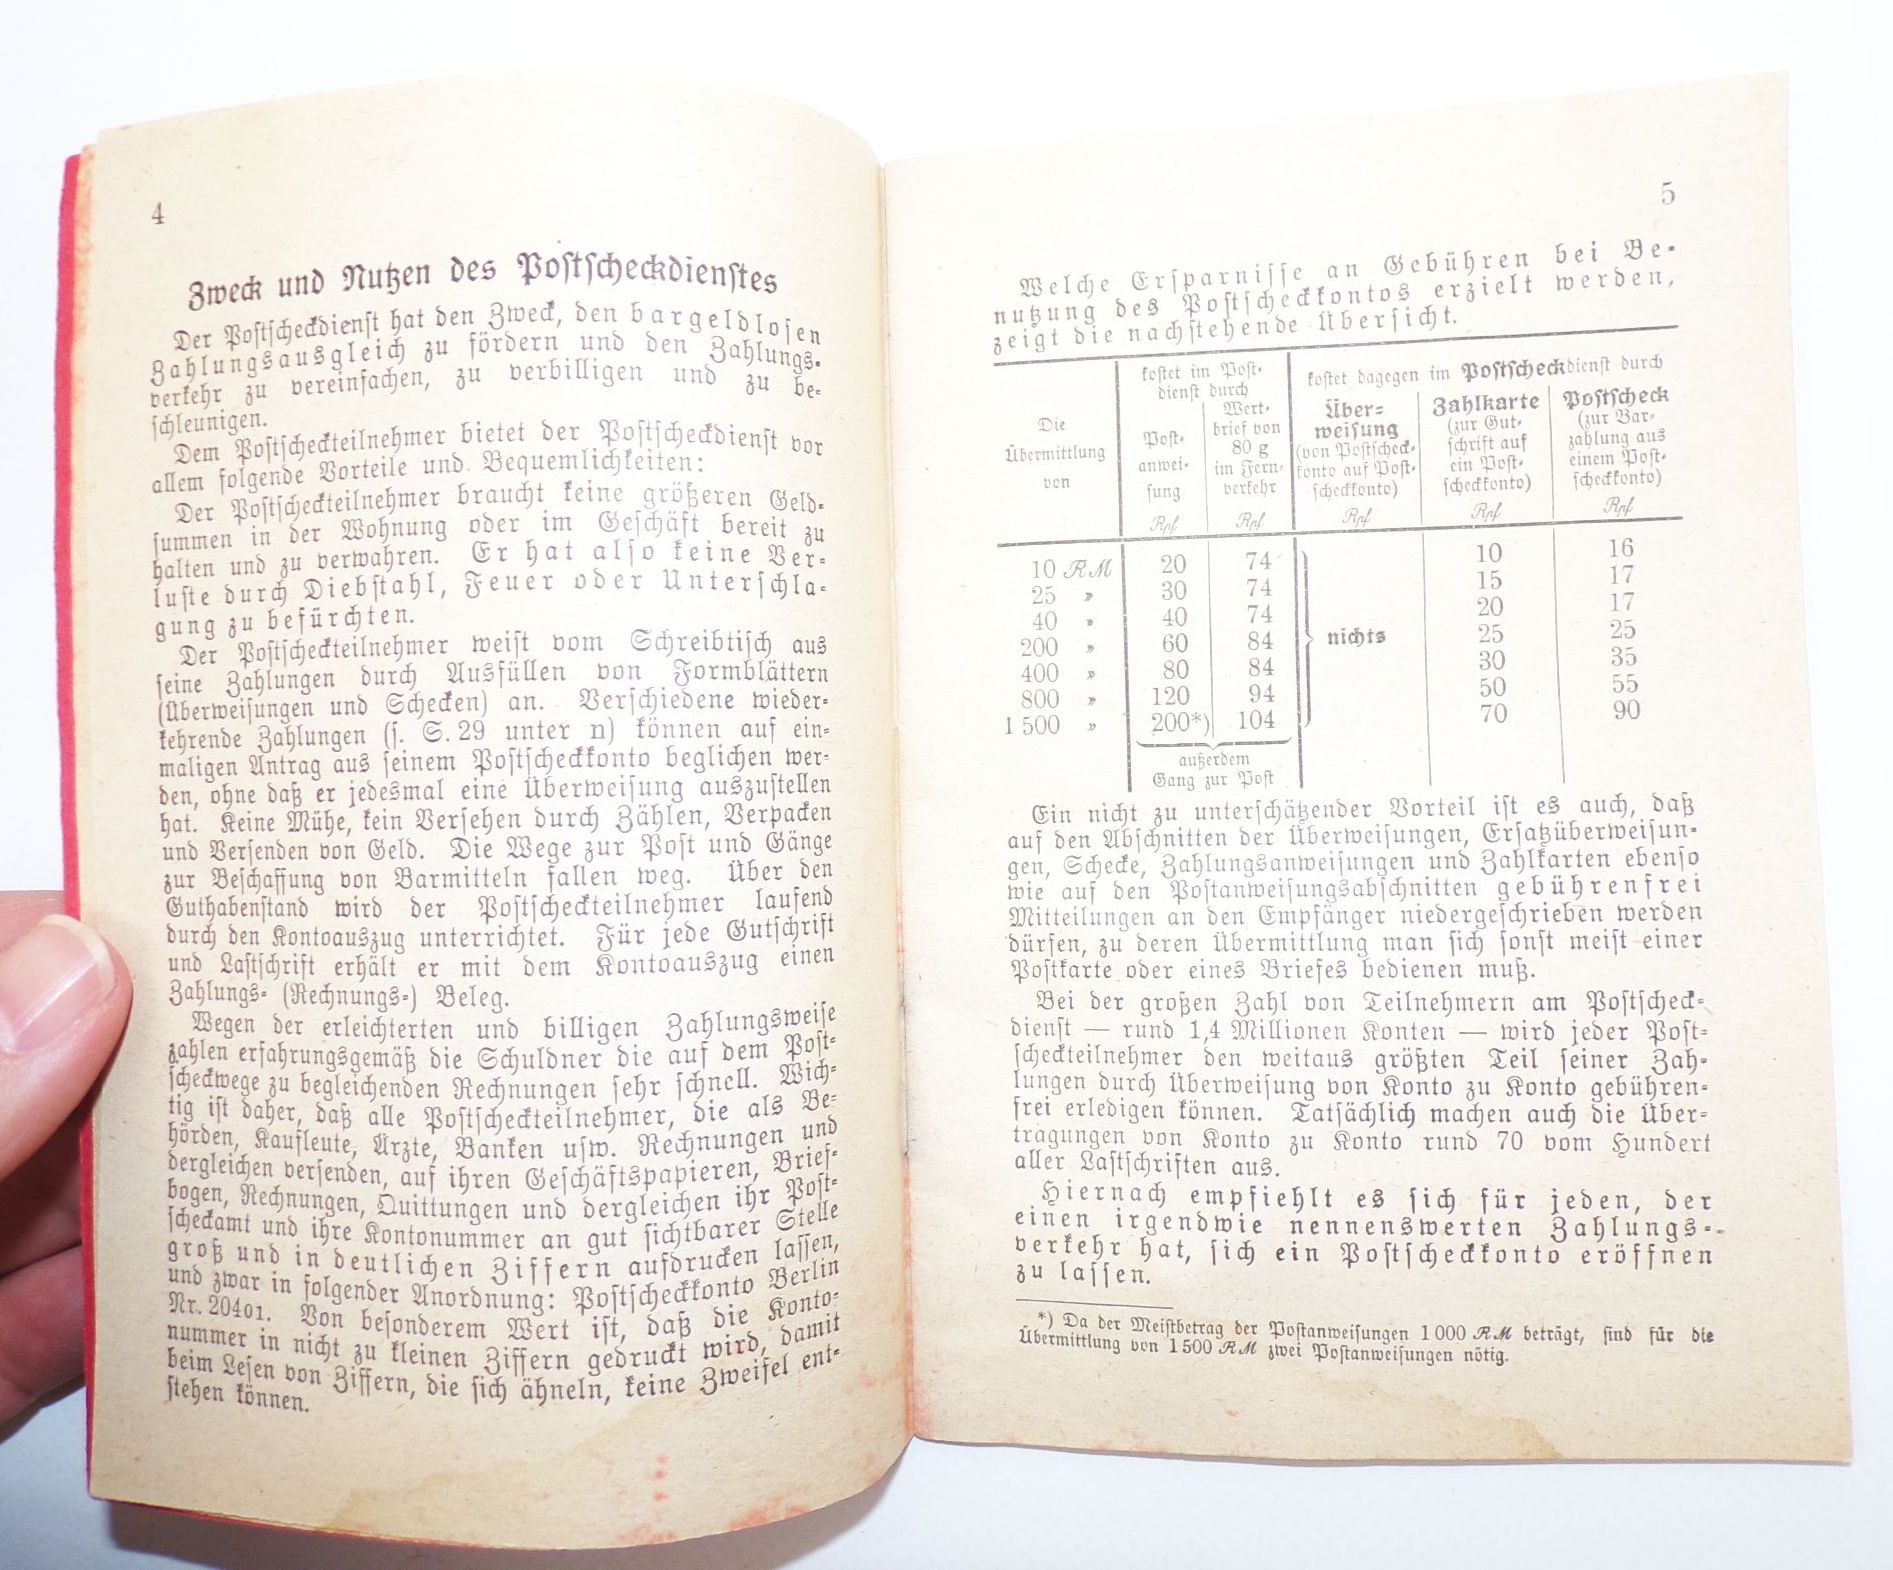 4
Zweck und Nutzen des Postscheckdienstes
Der Postscheckdienst hat den Zweck, den bargeldlosen
Zahlungsausgleich zu fördern und den Zahlungs-
verkehr zu vereinfachen, zu verbilligen und zu be-
schleunigen.
Dem Postscheckteilnehmer bietet der Postscheckdienst vor
allem folgende Vorteile und Bequemlichkeiten:
Der Postscheckteilnehmer braucht keine größeren Geld-
summen in der Wohnung oder im Geschäft bereit zu
halten und zu verwahren. Er hat also keine Ver-
luste durch Diebstahl, Feuer oder Unterschla-
gung zu befürchten.
Der Postscheckteilnehmer weist vom Schreibtisch aus
seine Zahlungen durch Ausfüllen von Formblättern
(Überweisungen und Schecken) an. Verschiedene wieder-
kehrende Zahlungen (s. S. 29 unter n) können auf ein-
maligen Antrag aus seinem Postscheckkonto beglichen wer-
den, ohne daß er jedesmal eine Überweisung auszustellen
hat. Keine Mühe, kein Versehen durch Zählen, Verpacken
und Versenden von Geld. Die Wege zur Post und Gänge
zur Beschaffung von Barmitteln fallen weg. Über den
Guthabenstand wird der Postscheckteilnehmer laufend
durch den Kontoauszug unterrichtet. Für jede Gutschrift
und Lastschrift erhält er mit dem Kontoauszug einen
Zahlungs- (Rechnungs-) Beleg.
Wegen der erleichterten und billigen Zahlungsweise
zahlen erfahrungsgemäß die Schuldner die auf dem Post-
scheckwege zu begleichenden Rechnungen sehr schnell. Wich-
tig ist daher, daß alle Postscheckteilnehmer, die als Be-
hörden, Kaufleute, Ärzte, Banken usw. Rechnungen und
dergleichen versenden, auf ihren Geschäftspapieren, Brief-
bogen, Rechnungen, Quittungen und dergleichen ihr Post-
scheckamt und ihre Kontonummer an gut sichtbarer Stelle
groß und in deutlichen Ziffern aufdrucken lassen,
und zwar in folgender Anordnung: Postscheckkonto Berlin
Nr. 20401. Von besonderem Wert ist, daß die Konto-
nummer in nicht zu kleinen Ziffern gedruckt wird, damit
beim Lesen von Ziffern, die sich ähneln, keine Zweifel ent-
stehen können.
5
Welche Ersparnisse an Gebühren bei Be-
nutzung des Postscheckkontos erzielt werden,
zeigt die nachstehende Übersicht.
Die Übermittlung von
kostet im Post-
dienst durch
kostet dagegen im Postscheckdienst durch
Post-
anwei-
sung
Rpf
Wert-
brief von
80 g
im Fern-
verkehr
Rpf
Über-
weisung
(von Postscheck-
konto auf Post-
scheckkonto)
Rpf
Zahlkarte
(zur Gut-
schrift auf
ein Post-
scheckkonto)
Rpf
Postscheck
(zur Bar-
zahlung aus
einem Post-
scheckkonto)
Rpf
10 RM 20 74 10 16
25 „ 30 74 15 17
40 „ 40 74 20 17
200 „ 60 84 nichts 25 25
400 „ 80 84 30 35
800 „ 120 94 50 55
1 500 „ 200*) 104 70 90
außerdem
Gang zur Post
Ein nicht zu unterschätzender Vorteil ist es auch, daß
auf den Abschnitten der Überweisungen, Ersatzüberweisun-
gen, Schecke, Zahlungsanweisungen und Zahlkarten ebenso
wie auf den Postanweisungsabschnitten gebührenfrei
Mitteilungen an den Empfänger niedergeschrieben werden
dürfen, zu deren Übermittlung man sich sonst meist einer
Postkarte oder eines Briefes bedienen muß.
Bei der großen Zahl von Teilnehmern am Postscheck-
dienst — rund 1,4 Millionen Konten — wird jeder Post-
scheckteilnehmer den weitaus größten Teil seiner Zah-
lungen durch Überweisung von Konto zu Konto gebühren-
frei erledigen können. Tatsächlich machen auch die Über-
tragungen von Konto zu Konto rund 70 vom Hundert
aller Lastschriften aus.
Hiernach empfiehlt es sich für jeden, der
einen irgendwie nennenswerten Zahlungs-
verkehr hat, sich ein Postscheckkonto eröffnen
zu lassen.
*) Da der Meistbetrag der Postanweisungen 1 000 RM beträgt, sind für die
Übermittlung von 1 500 RM zwei Postanweisungen nötig.